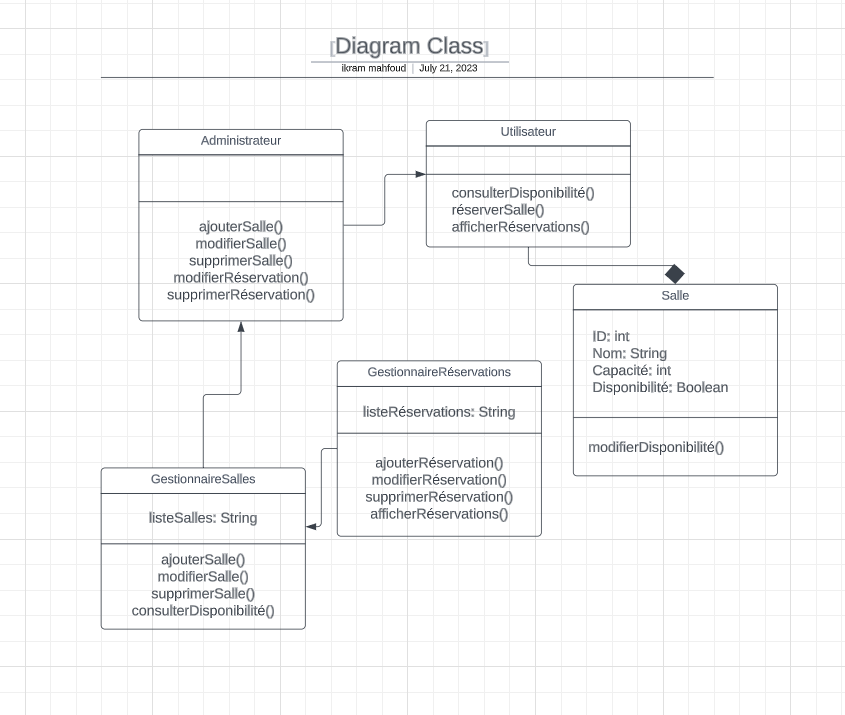 [Diagram Class]
ikram mahfoud | July 21, 2023
Administrateur
ajouterSalle()
modifierSalle()
supprimerSalle()
modifierRéservation()
supprimerRéservation()
Utilisateur
consulterDisponibilité()
réserverSalle()
afficherRéservations()
Salle
ID: int
Nom: String
Capacité: int
Disponibilité: Boolean
modifierDisponibilité()
GestionnaireRéservations
listeRéservations: String
ajouterRéservation()
modifierRéservation()
supprimerRéservation()
afficherRéservations()
GestionnaireSalles
listeSalles: String
ajouterSalle()
modifierSalle()
supprimerSalle()
consulterDisponibilité()